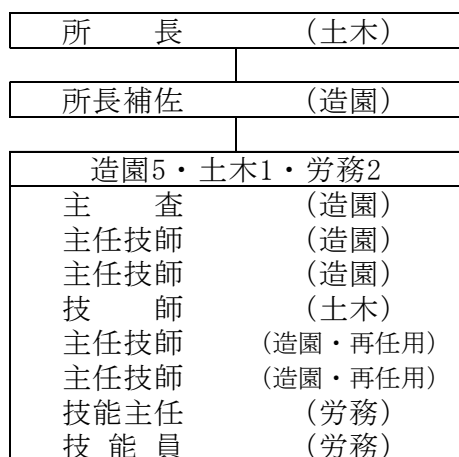 所　　長　　（土木）
所長補佐　　（造園）
造園5・土木1・労務2
主　　査　　（造園）
主任技師　　（造園）
主任技師　　（造園）
技　　師　　（土木）
主任技師　　（造園・再任用）
主任技師　　（造園・再任用）
技能主任　　（労務）
技 能 員　　（労務）